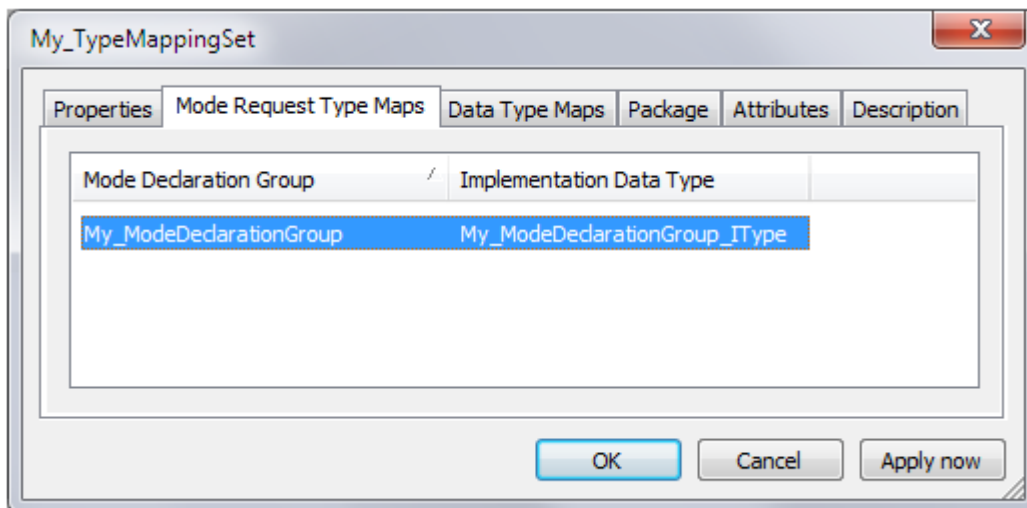 My_TypeMappingSet
Properties Mode Request Type Maps Data Type Maps Package Attributes Description
Mode Declaration Group Implementation Data Type
My_ModeDeclarationGroup My_ModeDeclarationGroup_IType
OK Cancel Apply now